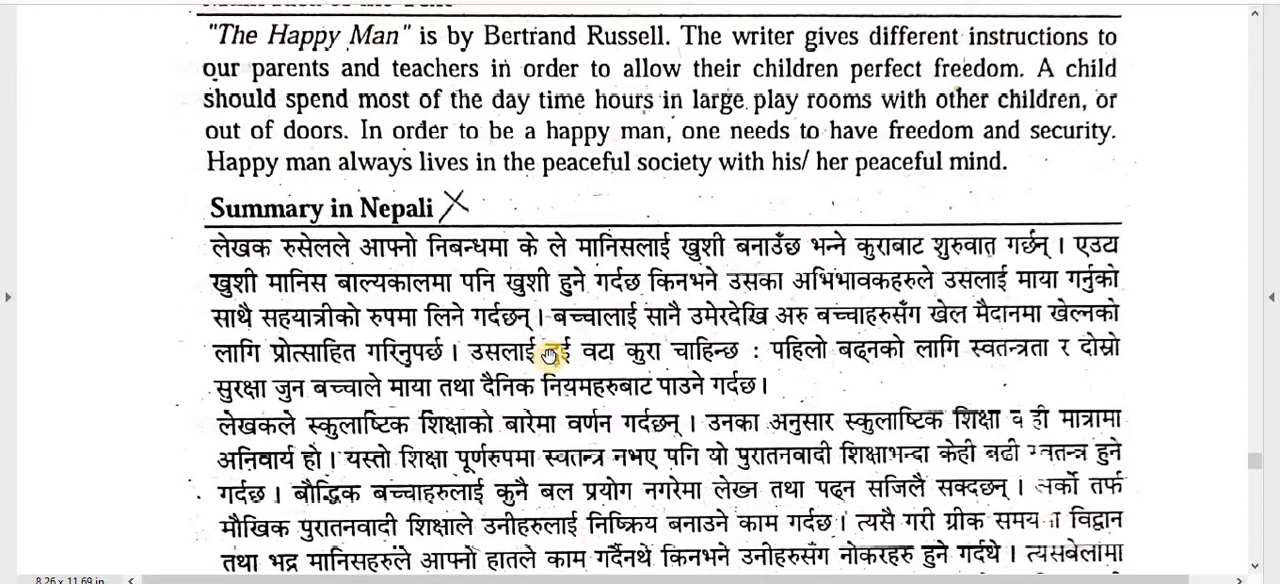 "The Happy Man" is by Bertrand Russell. The writer gives different instructions to
our parents and teachers in order to allow their children perfect freedom. A child
should spend most of the day time hours in large play rooms with other children, or
out of doors. In order to be a happy man, one needs to have freedom and security.
Happy man always lives in the peaceful society with his/ her peaceful mind.
Summary in Nepali
लेखक रुसेलले आफ्नो निबन्धमा के ले मानिसलाई खुशी बनाउँछ भन्ने कुराबाट शुरुवात गर्छन् । एउटा
खुशी मानिस बाल्यकालमा पनि खुशी हुने गर्दछ किनभने उसका अभिभावकहरुले उसलाई माया गर्नुको
साथै सहयात्रीको रुपमा लिने गर्दछन् । बच्चालाई सानै उमेरदेखि अरु बच्चाहरुसँग खेल मैदानमा खेल्नको
लागि प्रोत्साहित गरिनुपर्छ । उसलाई वटा कुरा चाहिन्छ : पहिलो बढ्नको लागि स्वतन्त्रता र दोस्रो
सुरक्षा जुन बच्चाले माया तथा दैनिक नियमहरुबाट पाउने गर्दछ ।
लेखकले स्कुलाष्टिक शिक्षाको बारेमा वर्णन गर्दछन् । उनका अनुसार स्कुलाष्टिक शिक्षा ही मात्रामा
अनिवार्य हो । यस्तो शिक्षा पूर्णरुपमा स्वतन्त्र नभए पनि यो पुरातनवादी शिक्षाभन्दा केही बढी हुने
गर्दछ । बौद्धिक बच्चाहरुलाई कुनै बल प्रयोग नगरेमा लेख्न तथा पढ्न सजिलै सक्दछन् । तर्फ
मौखिक पुरातनवादी शिक्षाले उनीहरुलाई निष्क्रिय बनाउने काम गर्दछ । त्यसै गरी ग्रीक विद्वान
तथा भद्र मानिसहरुले आफ्नो हातले काम गर्दैनथे किनभने उनीहरुसँग नोकरहरु हुने गर्दथे । त्यसबेलामा
8.26 x 11.69 in